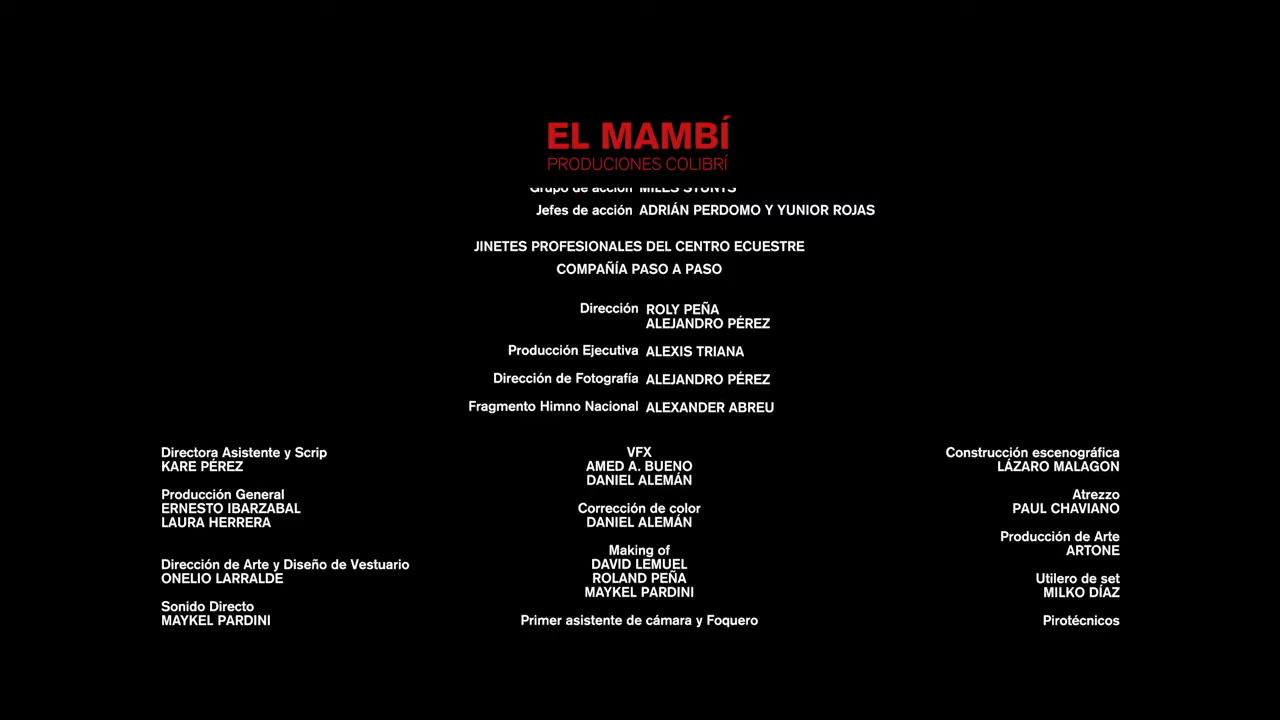 EL MAMBÍ
PRODUCIONES COLIBRÍ
Grupo de acción MILES STUNTS
Jefes de acción ADRIÁN PERDOMO Y YUNIOR ROJAS
JINETES PROFESIONALES DEL CENTRO ECUESTRE
COMPAÑÍA PASO A PASO
Dirección ROLY PEÑA
ALEJANDRO PÉREZ
Producción Ejecutiva ALEXIS TRIANA
Dirección de Fotografía ALEJANDRO PÉREZ
Fragmento Himno Nacional ALEXANDER ABREU
Directora Asistente y Scrip
KARE PÉREZ
Producción General
ERNESTO IBARZABAL
LAURA HERRERA
Dirección de Arte y Diseño de Vestuario
ONELIO LARRALDE
Sonido Directo
MAYKEL PARDINI
VFX
AMED A. BUENO
DANIEL ALEMÁN
Corrección de color
DANIEL ALEMÁN
Making of
DAVID LEMUEL
ROLAND PEÑA
MAYKEL PARDINI
Primer asistente de cámara y Foquero
Construcción escenográfica
LÁZARO MALAGON
Atrezzo
PAUL CHAVIANO
Producción de Arte
ARTONE
Utilero de set
MILKO DÍAZ
Pirotécnicos